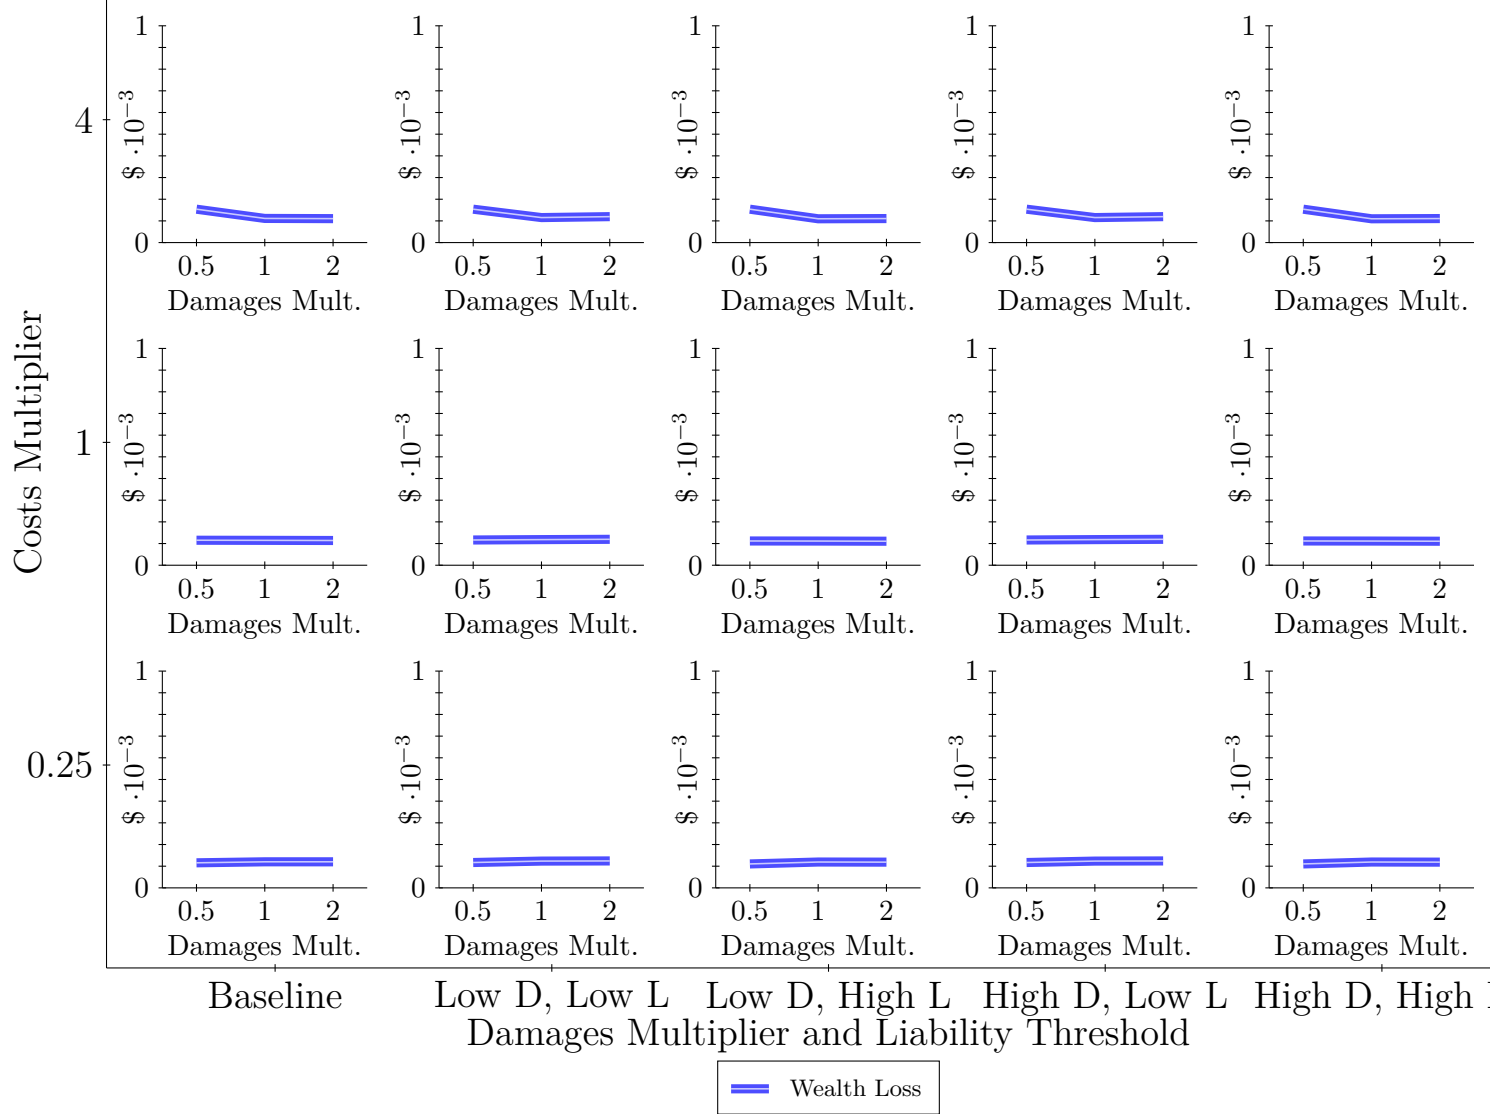 Costs Multiplier
4
1
0.25
1
$ ·10⁻³
0
0.5 1 2
Damages Mult.
1
$ ·10⁻³
0
0.5 1 2
Damages Mult.
1
$ ·10⁻³
0
0.5 1 2
Damages Mult.
1
$ ·10⁻³
0
0.5 1 2
Damages Mult.
1
$ ·10⁻³
0
0.5 1 2
Damages Mult.
1
$ ·10⁻³
0
0.5 1 2
Damages Mult.
1
$ ·10⁻³
0
0.5 1 2
Damages Mult.
1
$ ·10⁻³
0
0.5 1 2
Damages Mult.
1
$ ·10⁻³
0
0.5 1 2
Damages Mult.
1
$ ·10⁻³
0
0.5 1 2
Damages Mult.
1
$ ·10⁻³
0
0.5 1 2
Damages Mult.
1
$ ·10⁻³
0
0.5 1 2
Damages Mult.
1
$ ·10⁻³
0
0.5 1 2
Damages Mult.
1
$ ·10⁻³
0
0.5 1 2
Damages Mult.
1
$ ·10⁻³
0
0.5 1 2
Damages Mult.
Baseline
Low D, Low L
Low D, High L
High D, Low L
High D, High
Damages Multiplier and Liability Threshold
Wealth Loss